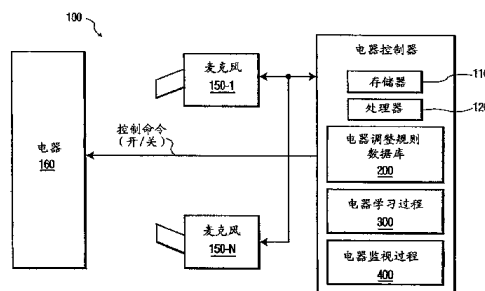 100
电器
160
麦克风
150-1
控制命令
(开/关)
麦克风
150-N
电器控制器
存储器
110
处理器
120
电器调整规则
数据库
200
电器学习过程
300
电器监视过程
400